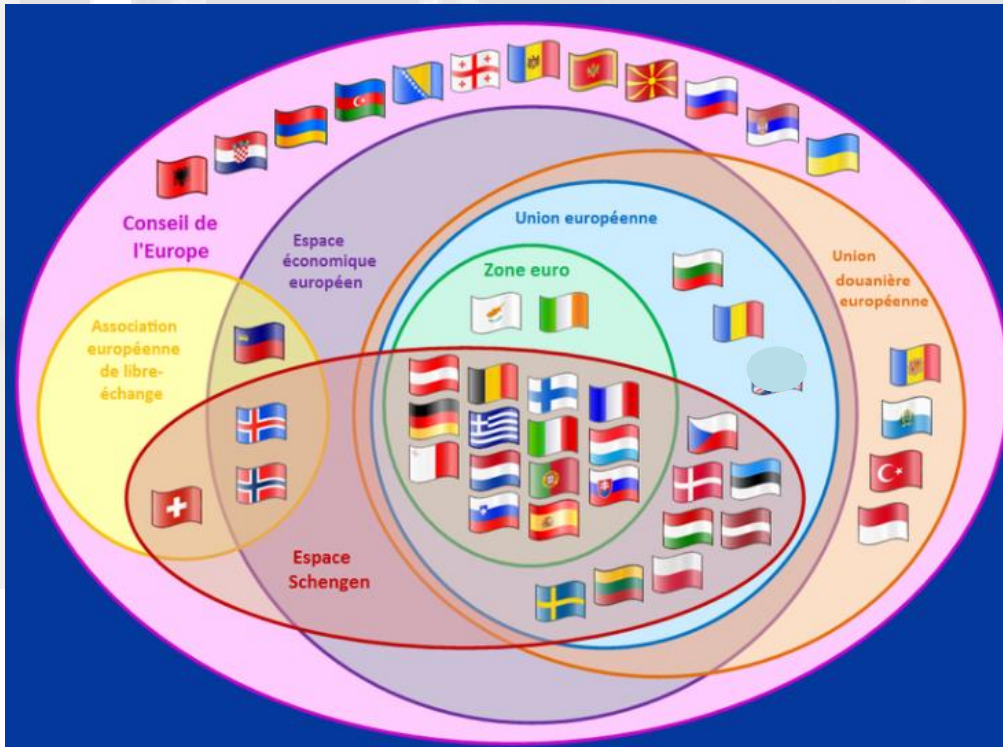 Conseil de
l'Europe
Espace
économique
européen
Union européenne
Zone euro
Union
douanière
européenne
Association
européenne
de libre-
échange
Espace
Schengen